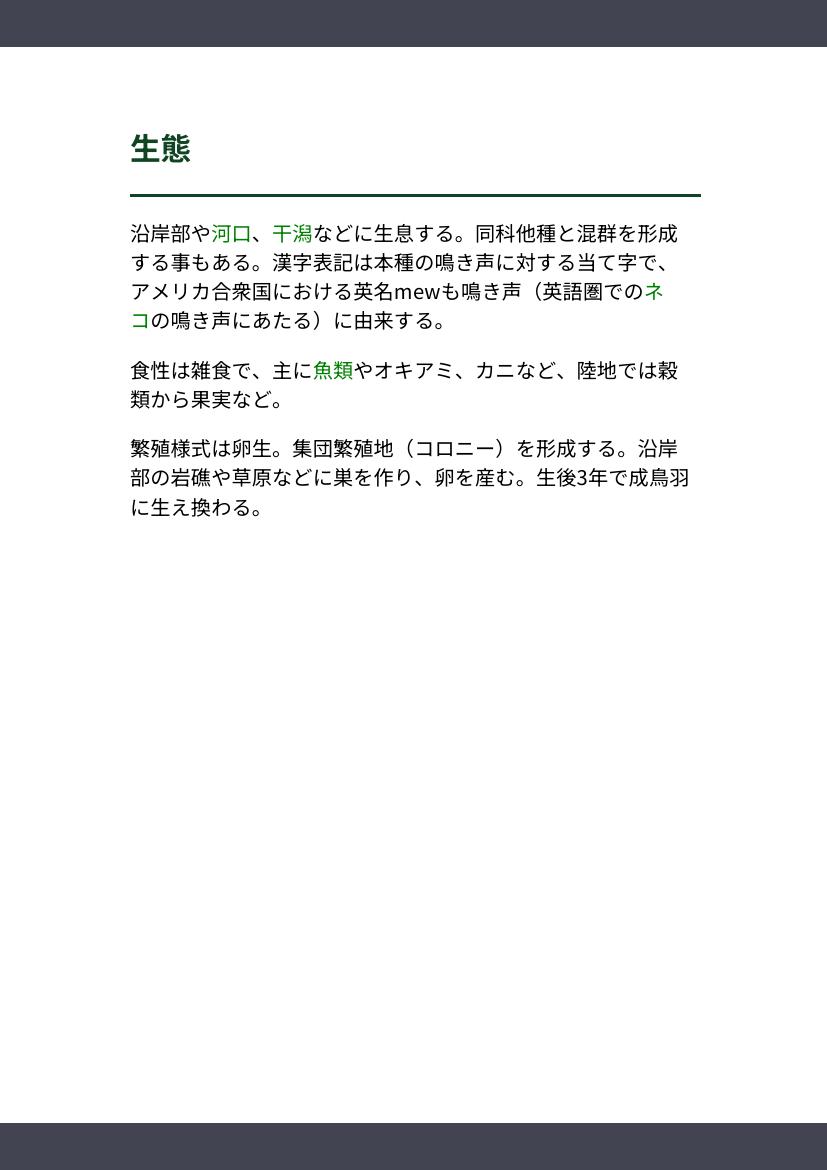 生態
沿岸部や河口、干潟などに生息する。同科他種と混群を形成
する事もある。漢字表記は本種の鳴き声に対する当て字で、
アメリカ合衆国における英名mewも鳴き声（英語圏でのネ
コの鳴き声にあたる）に由来する。
食性は雑食で、主に魚類やオキアミ、カニなど、陸地では穀
類から果実など。
繁殖様式は卵生。集団繁殖地（コロニー）を形成する。沿岸
部の岩礁や草原などに巣を作り、卵を産む。生後3年で成鳥羽
に生え換わる。